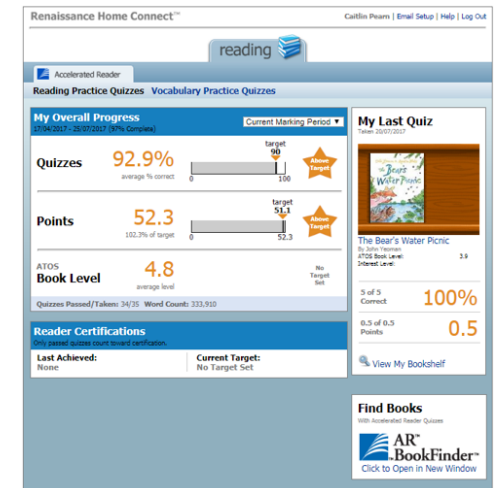 Renaissance Home Connect™
Caitlin Pearn | Email Setup | Help | Log Out
reading
Accelerated Reader
Reading Practice Quizzes Vocabulary Practice Quizzes
My Overall Progress
17/04/2017 - 25/07/2017 (97% Complete)
Current Marking Period ▼
Quizzes
92.9%
average % correct
target
90
0 100
Above Target!
Points
52.3
102.3% of target
target
51.1
0 52.3
Above Target!
ATOS
Book Level
4.8
average level
No
Target
Set
Quizzes Passed/Taken: 34/35 Word Count: 333,910
Reader Certifications
Only passed quizzes count toward certification.
Last Achieved:
None
Current Target:
No Target Set
My Last Quiz
Taken 20/07/2017
The Bear's
Water Picnic
The Bear's Water Picnic
By John Yeoman
ATOS Book Level: 3.9
Interest Level:
5 of 5
Correct
100%
0.5 of 0.5
Points
0.5
View My Bookshelf
Find Books
With Accelerated Reader Quizzes
AR™
BookFinder™
Click to Open in New Window